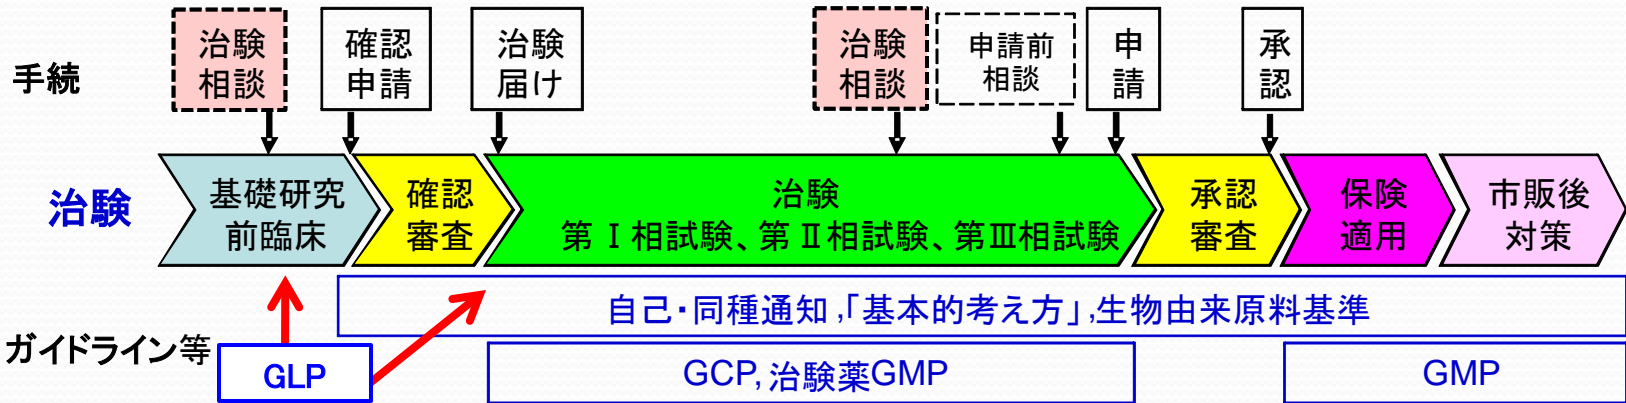 手続
治験
相談
確認
申請
治験
届け
治験
相談
申請前
相談
申
請
承
認
治験
基礎研究
前臨床
確認
審査
治験
第Ⅰ相試験、第Ⅱ相試験、第Ⅲ相試験
承認
審査
保険
適用
市販後
対策
ガイドライン等
自己・同種通知,「基本的考え方」,生物由来原料基準
GLP
GCP,治験薬GMP
GMP